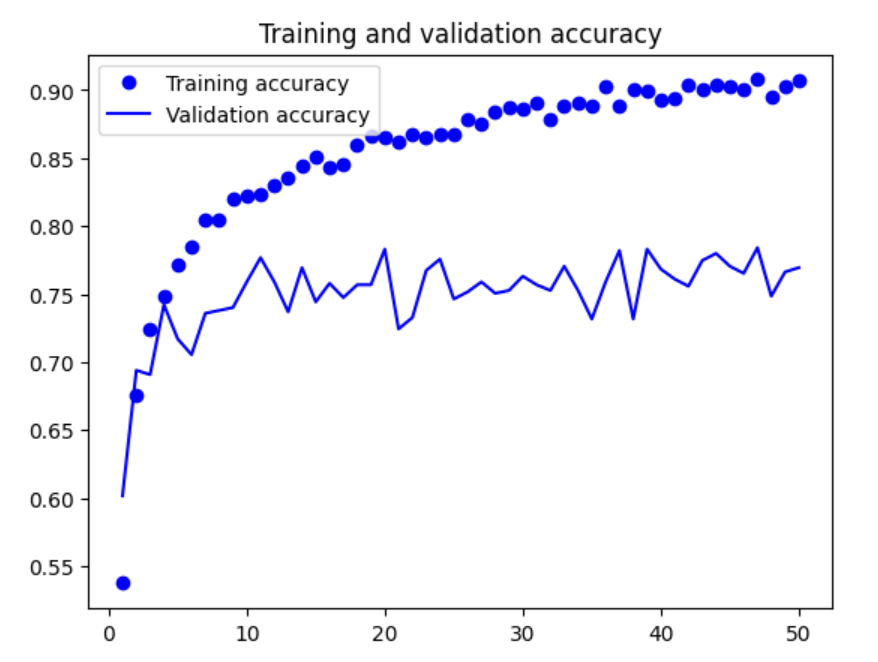 Training and validation accuracy
Training accuracy
Validation accuracy
0.90
0.85
0.80
0.75
0.70
0.65
0.60
0.55
0 10 20 30 40 50